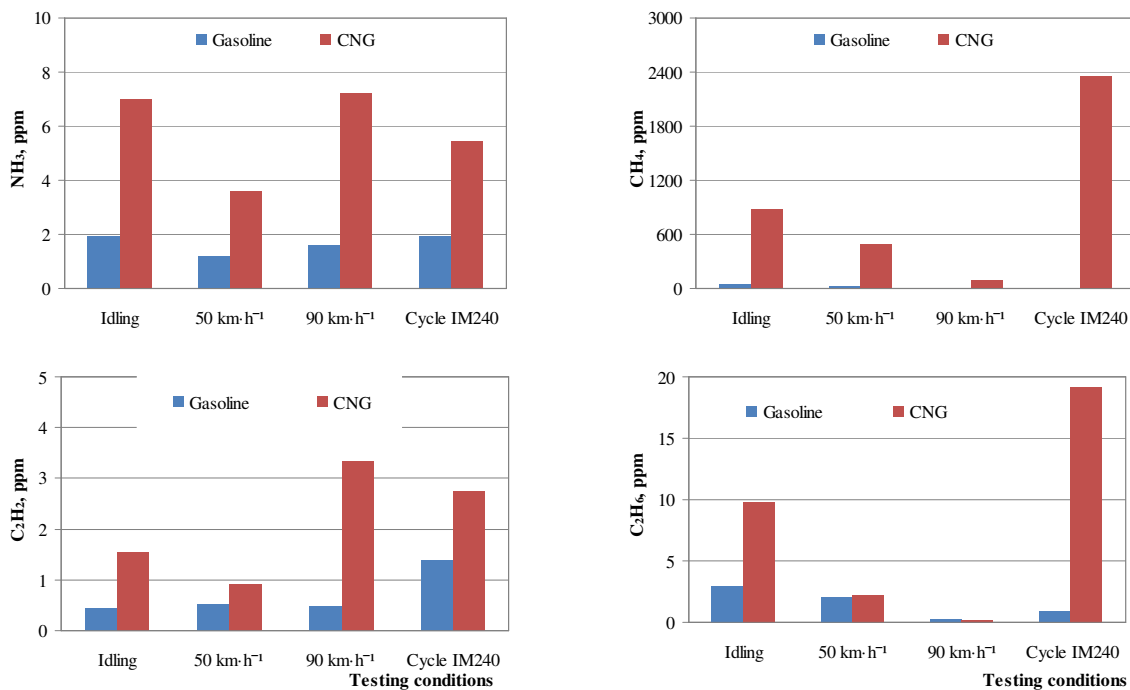 10
8
6
4
2
0
NH₃, ppm
Gasoline
CNG
Idling
50 km·h⁻¹
90 km·h⁻¹
Cycle IM240
3000
2400
1800
1200
600
0
CH₄, ppm
Gasoline
CNG
Idling
50 km·h⁻¹
90 km·h⁻¹
Cycle IM240
5
4
3
2
1
0
C₂H₂, ppm
Gasoline
CNG
Idling
50 km·h⁻¹
90 km·h⁻¹
Cycle IM240
Testing conditions
20
15
10
5
0
C₂H₆, ppm
Gasoline
CNG
Idling
50 km·h⁻¹
90 km·h⁻¹
Cycle IM240
Testing conditions